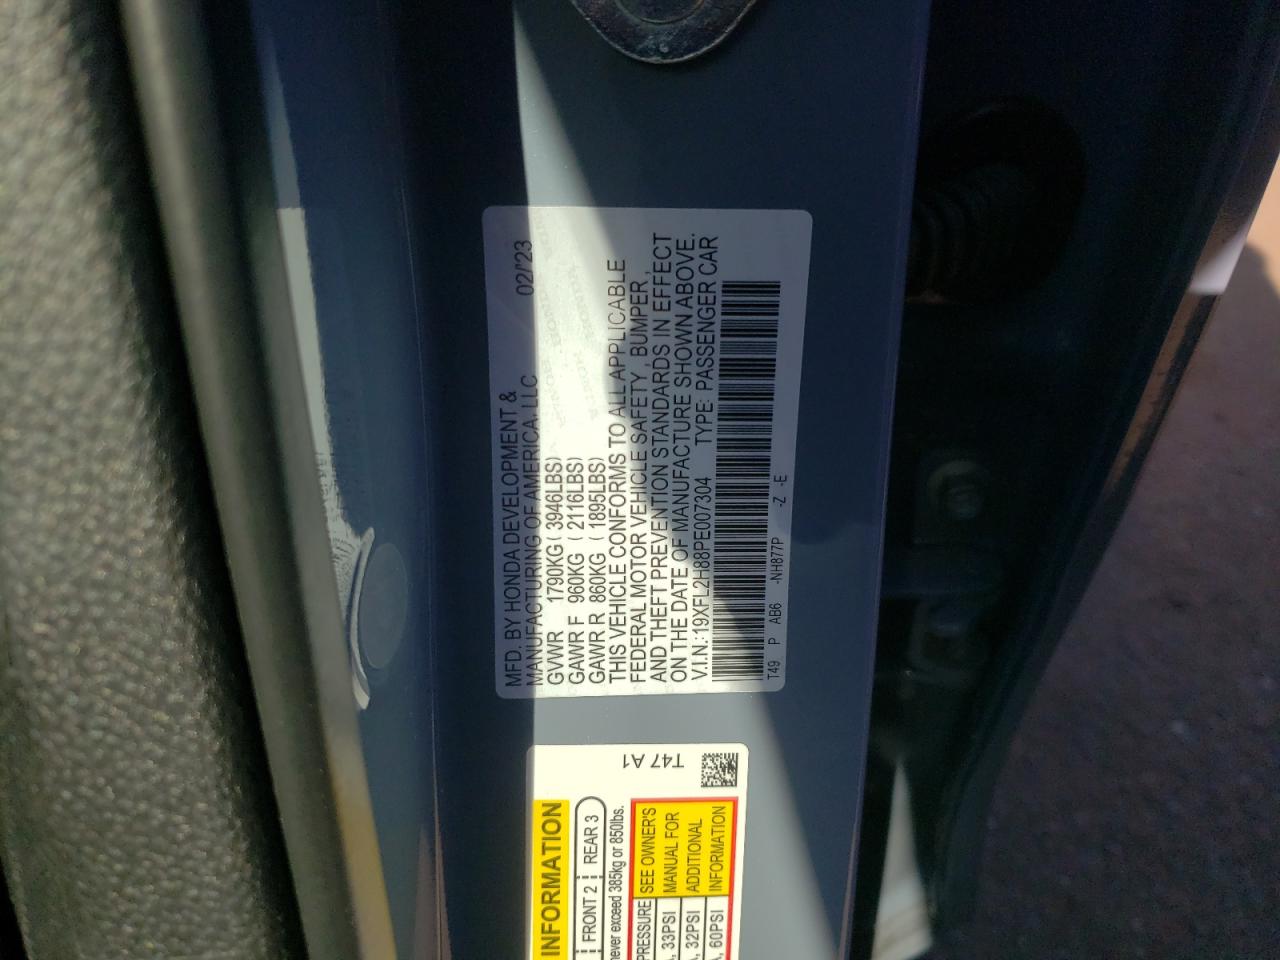 MFD. BY HONDA DEVELOPMENT &
MANUFACTURING OF AMERICA, LLC 02/'23
GVWR 1790KG ( 3946LBS)
GAWR F 960KG ( 2116LBS)
GAWR R 860KG ( 1895LBS)
THIS VEHICLE CONFORMS TO ALL APPLICABLE
FEDERAL MOTOR VEHICLE SAFETY , BUMPER ,
AND THEFT PREVENTION STANDARDS IN EFFECT
ON THE DATE OF MANUFACTURE SHOWN ABOVE.
V.I.N.:19XFL2H88PE007304 TYPE: PASSENGER CAR
T49 P AB6 -NH877P -Z -E
T47 A1
INFORMATION
FRONT 2 REAR 3
never exceed 385kg or 850lbs.
PRESSURE SEE OWNER'S
33PSI MANUAL FOR
32PSI ADDITIONAL
60PSI INFORMATION